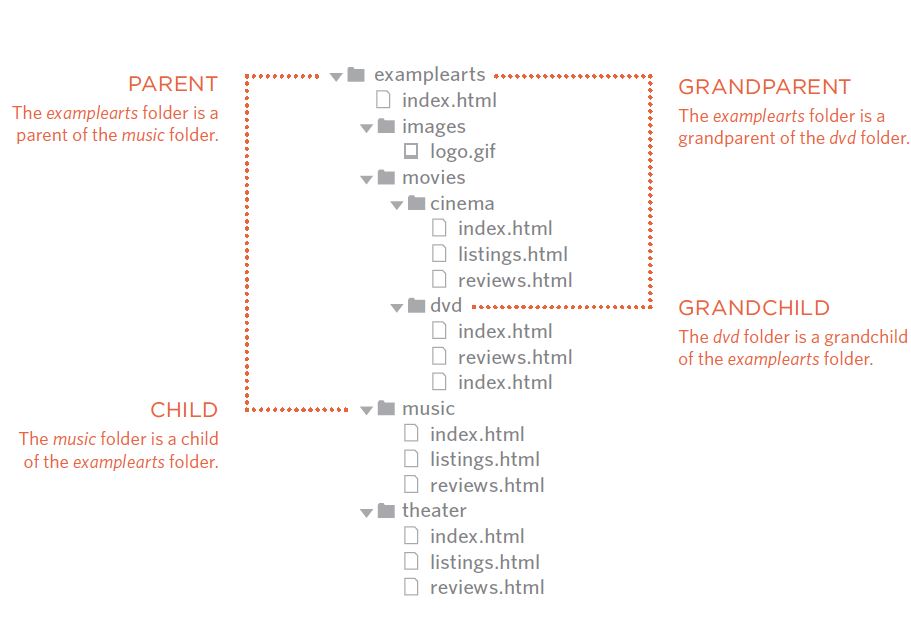 PARENT
The examplearts folder is a
parent of the music folder.
examplearts
index.html
images
logo.gif
movies
cinema
index.html
listings.html
reviews.html
dvd
index.html
reviews.html
index.html
music
index.html
listings.html
reviews.html
theater
index.html
listings.html
reviews.html
GRANDPARENT
The examplearts folder is a
grandparent of the dvd folder.
GRANDCHILD
The dvd folder is a grandchild
of the examplearts folder.
CHILD
The music folder is a child
of the examplearts folder.